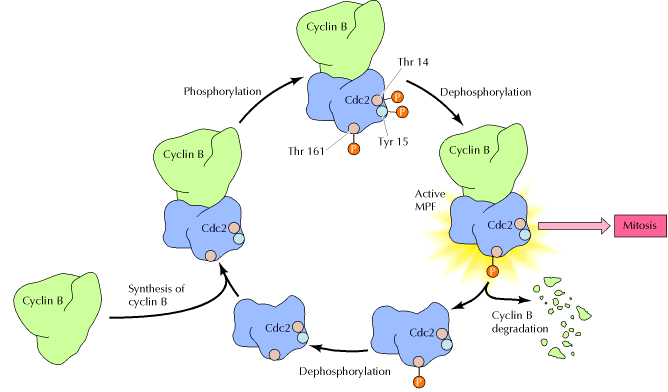 Cyclin B
Thr 14
Phosphorylation
Cdc2
P
Dephosphorylation
P
Thr 161
Tyr 15
P
Cyclin B
Cyclin B
Active
MPF
Cdc2
Cdc2
Mitosis
P
Synthesis of
cyclin B
Cyclin B
Cyclin B
degradation
Cdc2
Cdc2
Dephosphorylation
P